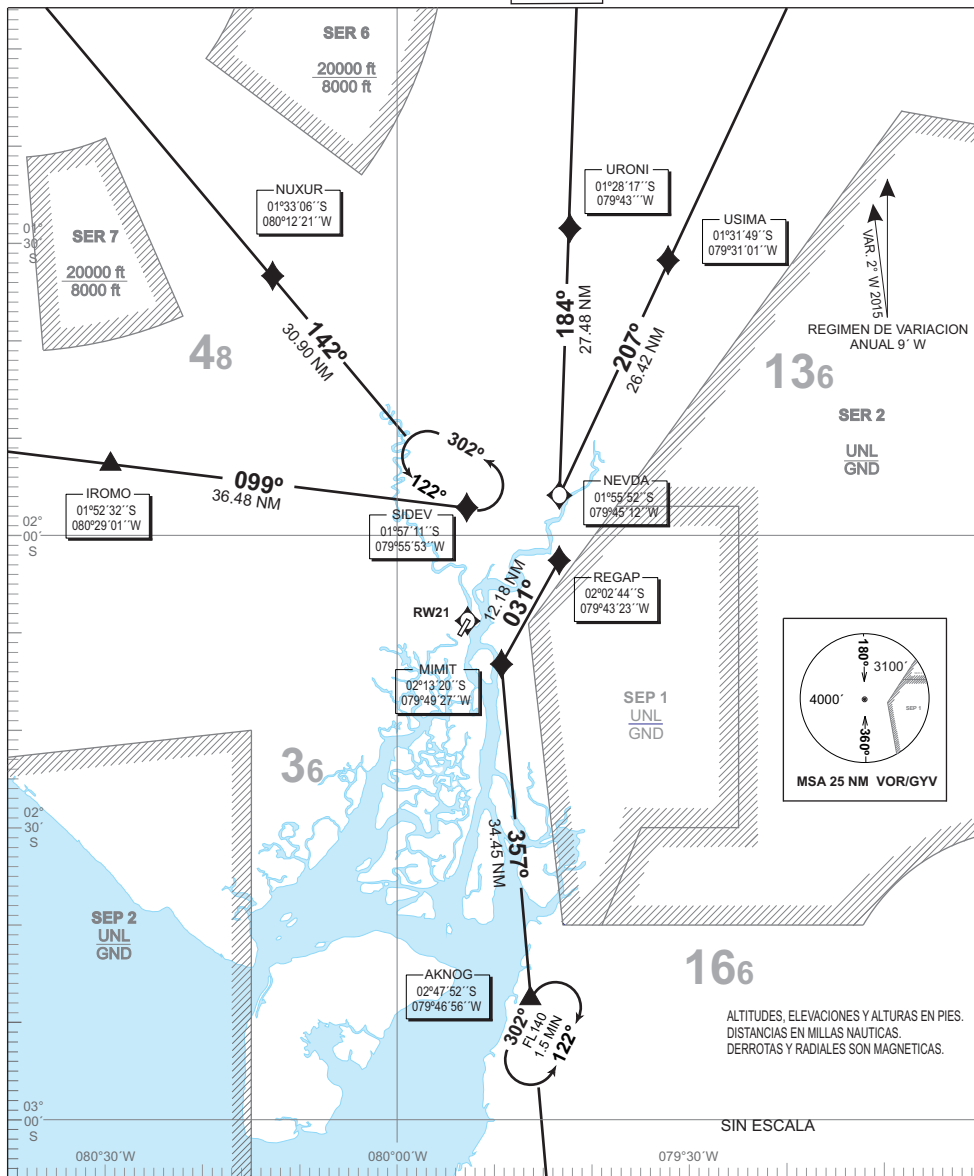 SER 6
20000 ft
8000 ft
SER 7
20000 ft
8000 ft
NUXUR
01º33´06´´S
080º12´21´´W
URONI
01º28´17´´S
079º43´´´W
USIMA
01º31´49´´S
079º31´01´´W
01°
30´
S
VAR. 2° W 2015
REGIMEN DE VARIACION
ANUAL 9´ W
48
142º
30.90 NM
184º
27.48 NM
207º
26.42 NM
136
SER 2
UNL
GND
302º
122º
099º
36.48 NM
IROMO
01º52´32´´S
080º29´01´´W
SIDEV
01º57´11´´S
079º55´53´´W
NEVDA
01º55´52´´S
079º45´12´´W
02°
00´
S
REGAP
02º02´44´´S
079º43´23´´W
12.18 NM
031º
RW21
MIMIT
02º13´20´´S
079º49´27´´W
SEP 1
UNL
GND
180º
3100´
4000´
SEP 1
360º
MSA 25 NM VOR/GYV
36
02°
30´
S
357º
34.45 NM
SEP 2
UNL
GND
166
AKNOG
02º47´52´´S
079º46´56´´W
302º
FL140
1.5 MIN
122º
ALTITUDES, ELEVACIONES Y ALTURAS EN PIES.
DISTANCIAS EN MILLAS NAUTICAS.
DERROTAS Y RADIALES SON MAGNETICAS.
03°
00´
S
SIN ESCALA
080°30´W
080°00´W
079°30´W